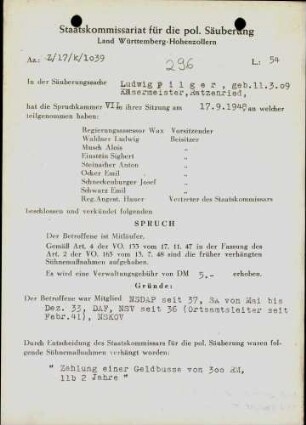 Staatskommissariat für die pol. Säuberung
Land Württemberg-Hohenzollern
Az.: Z/17/K/1039
296
L: 54
In der Säuberungssache Ludwig Pilger, geb. 11.3.09
Käsermeister, Ratzenried,
hat die Spruchkammer VII in ihrer Sitzung am 17.9.1948 an welcher
teilgenommen haben:
Regierungsassessor Wax Vorsitzender
Waldner Ludwig Beisitzer
Musch Alois
Einstein Sigbert
Steinacher Anton
Ocker Emil
Schneckenburger Josef
Schwarz Emil
Reg.Angest. Hauer Vertreter des Staatskommissars
beschlossen und verkündet folgenden
SPRUCH
Der Betroffene ist Mitläufer.
Gemäß Art. 4 der VO. 133 vom 17. 11. 47 in der Fassung des
Art. 2 der VO. 165 vom 13. 7. 48 sind die früher verhängten
Sühnemaßnahmen aufgehoben.
Es wird eine Verwaltungsgebühr von DM 5,- erhoben.
Gründe:
Der Betroffene war Mitglied NSDAP seit 37, SA von Mai bis
Dez. 33, DAF, NSV seit 36 (Ortsamtsleiter seit
Febr.41), NSKOV
Durch Entscheidung des Staatskommissars für die pol. Säuberung waren
folgende Sühnemaßnahmen verhängt worden:
" Zahlung einer Geldbusse von 300 RM,
11b 2 Jahre "